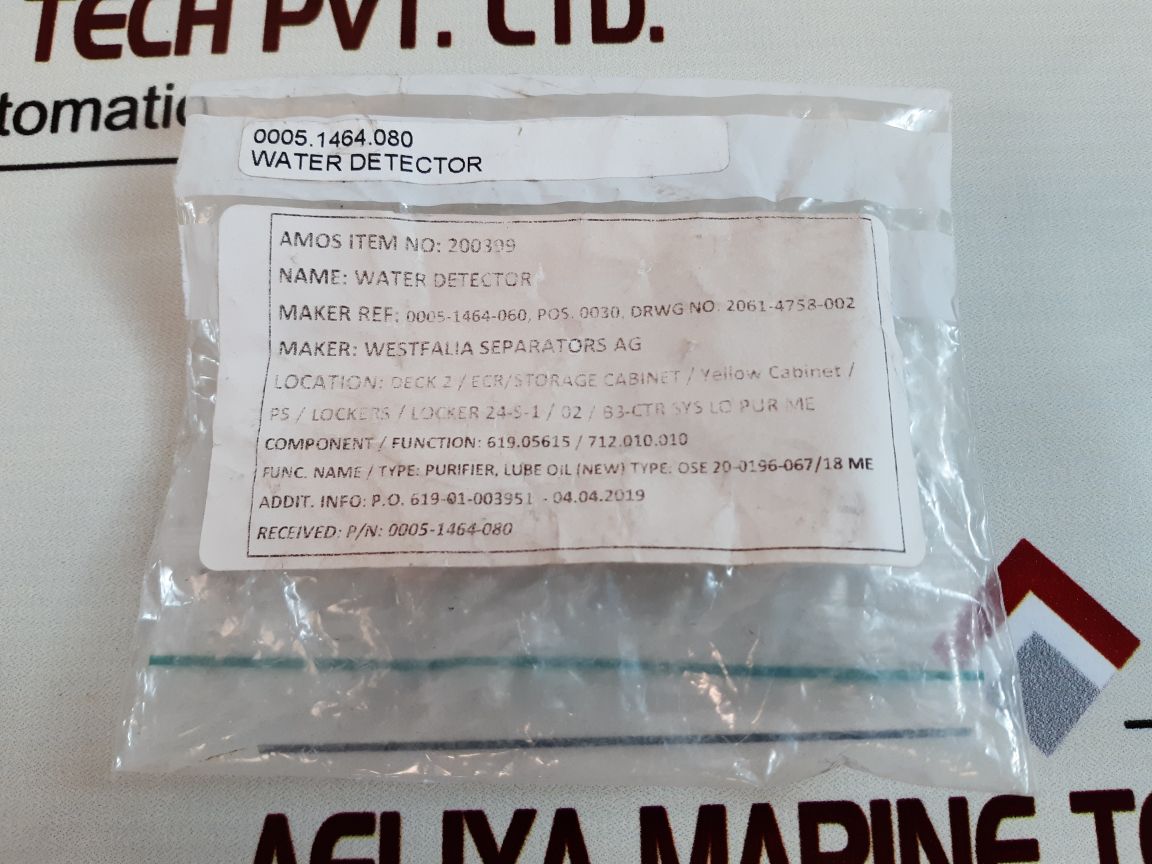 TECH PVT. LTD.
0005.1464.080
WATER DETECTOR
AMOS ITEM NO: 200399
NAME: WATER DETECTOR
MAKER REF: 0005-1464-060, POS. 0030, DRWG NO. 2061-4758-002
MAKER: WESTFALIA SEPARATORS AG
LOCATION: DECK 2 / ECR/STORAGE CABINET / Yellow Cabinet /
PS / LOCKERS / LOCKER 24-S-1 / 02 / B3-CTR SYS LO PUR ME
COMPONENT / FUNCTION: 619.05615 / 712.010.010
FUNC. NAME / TYPE: PURIFIER, LUBE OIL (NEW) TYPE: OSE 20-0196-067/18 ME
ADDIT. INFO: P.O. 619-01-003951 - 04.04.2019
RECEIVED: P/N: 0005-1464-080
AELIYA MARINE